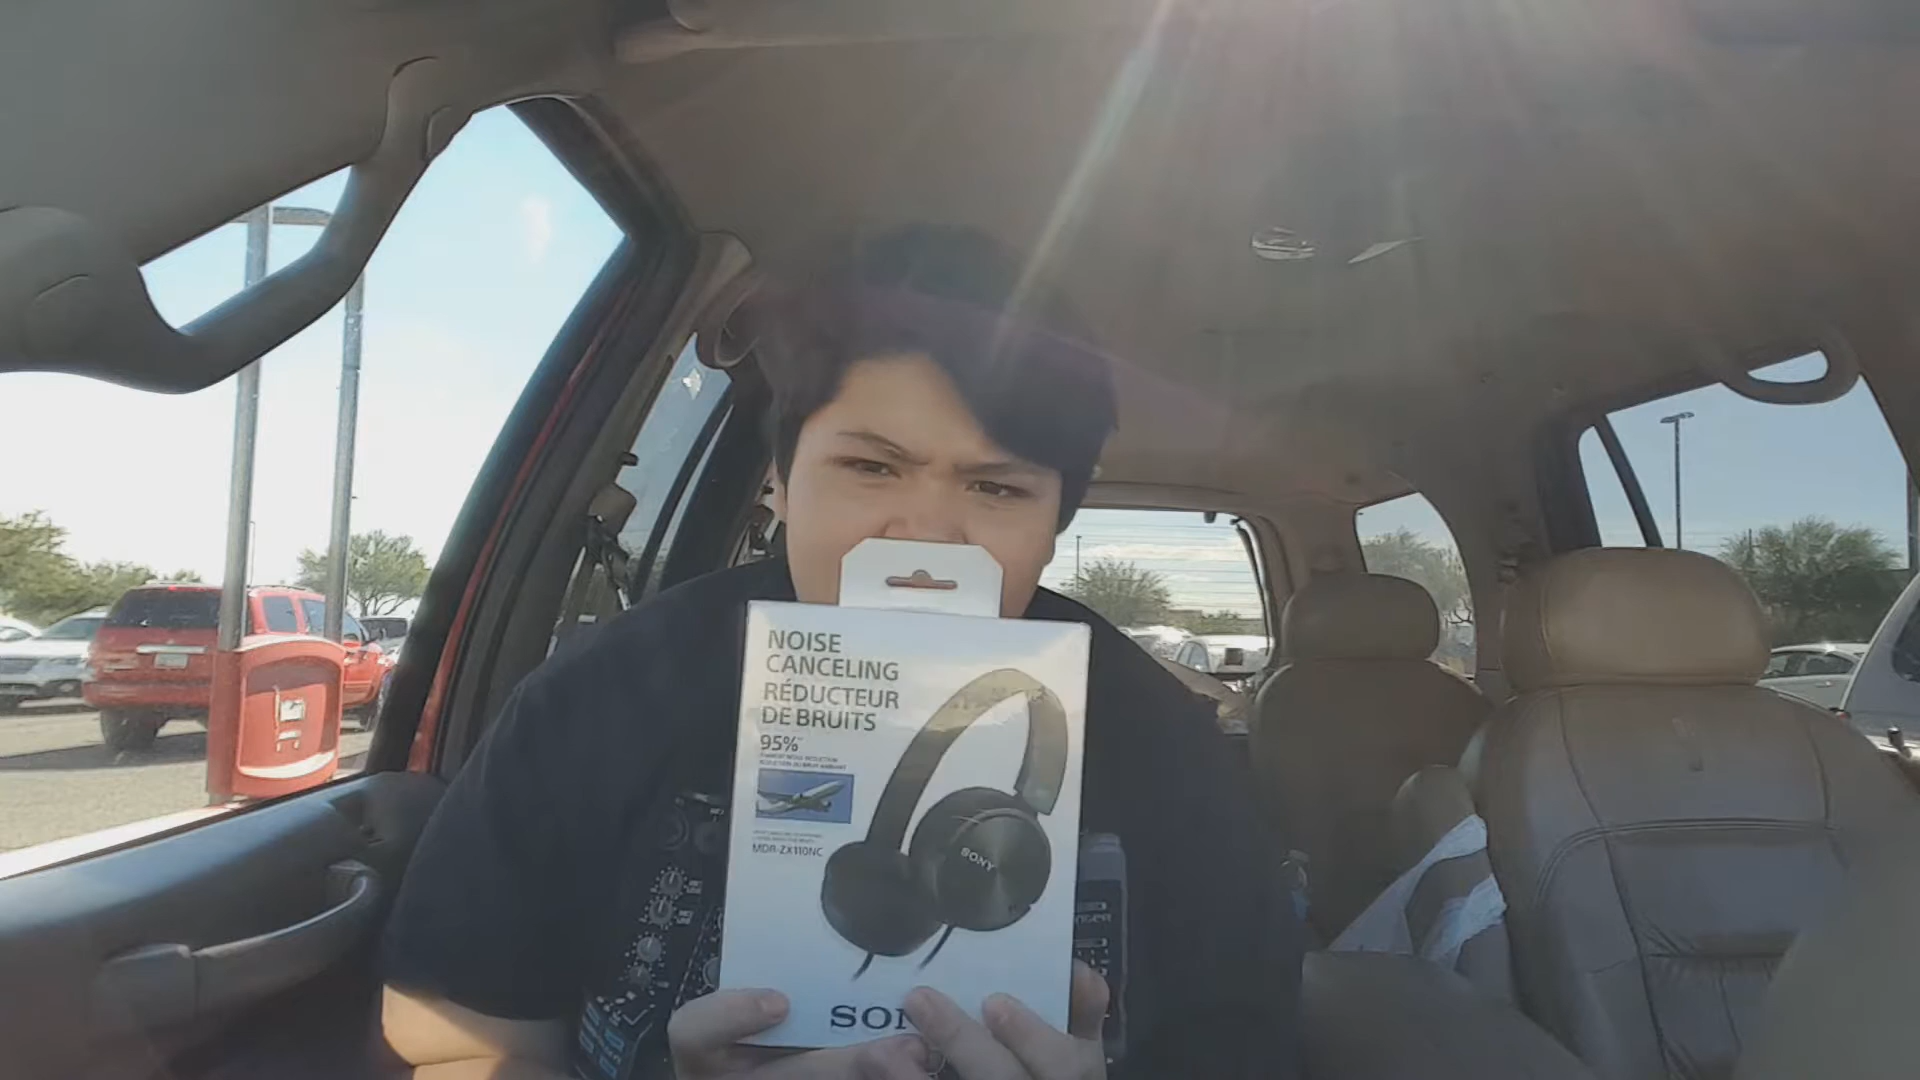 NOISE
CANCELING
RÉDUCTEUR
DE BRUITS
95%
MDR-ZX110NC
SONY
SON